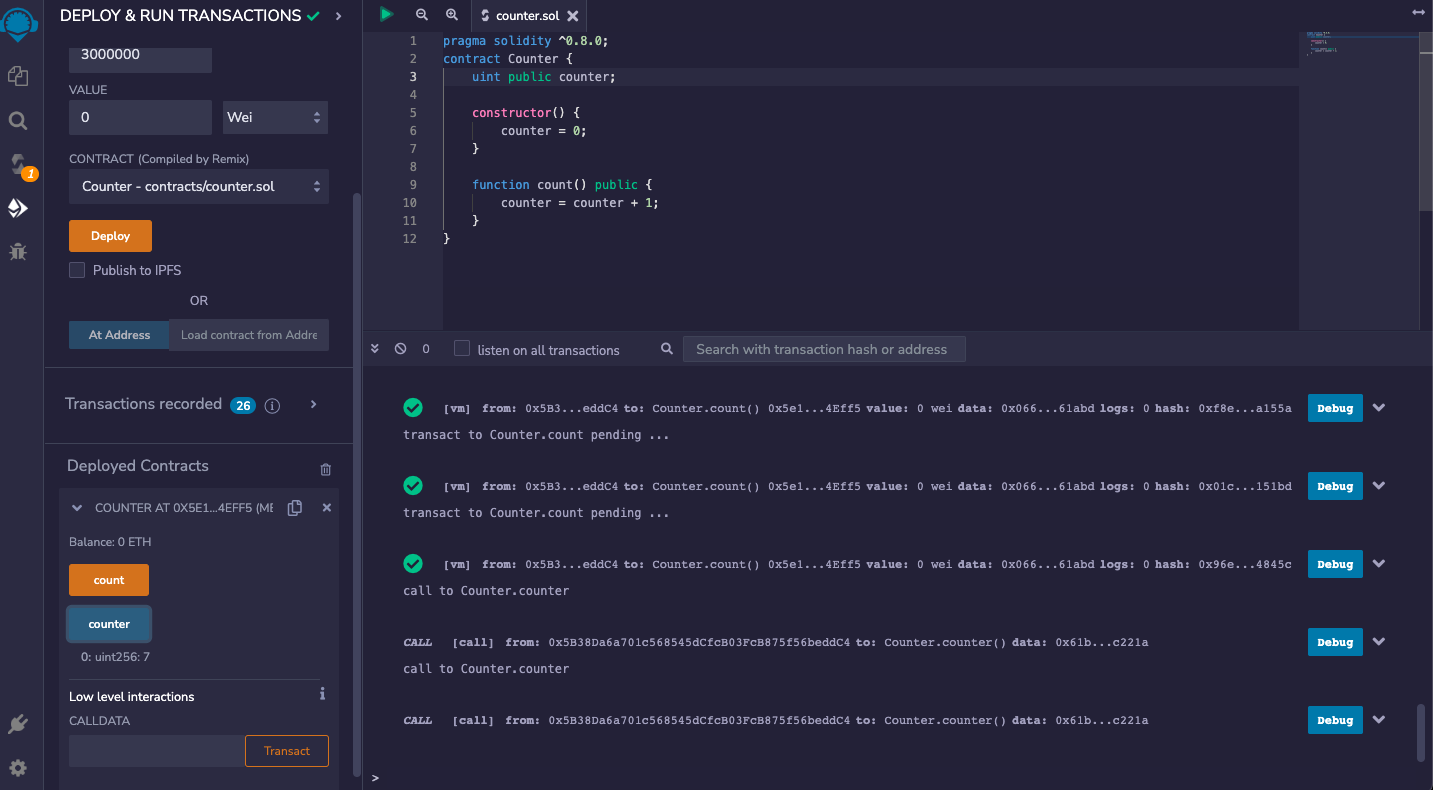 DEPLOY & RUN TRANSACTIONS
3000000
VALUE
0
Wei
CONTRACT (Compiled by Remix)
Counter - contracts/counter.sol
Deploy
Publish to IPFS
OR
At Address
Load contract from Addre
Transactions recorded 26 i
Deployed Contracts
COUNTER AT 0X5E1...4EFF5 (ME
Balance: 0 ETH
count
counter
0: uint256: 7
Low level interactions i
CALLDATA
Transact
1
counter.sol
1 pragma solidity ^0.8.0;
2 contract Counter {
3 uint public counter;
4
5 constructor() {
6 counter = 0;
7 }
8
9 function count() public {
10 counter = counter + 1;
11 }
12 }
0
listen on all transactions
Search with transaction hash or address
[vm] from: 0x5B3...eddC4 to: Counter.count() 0x5e1...4Eff5 value: 0 wei data: 0x066...61abd logs: 0 hash: 0xf8e...a155a
Debug
transact to Counter.count pending ...
[vm] from: 0x5B3...eddC4 to: Counter.count() 0x5e1...4Eff5 value: 0 wei data: 0x066...61abd logs: 0 hash: 0x01c...151bd
Debug
transact to Counter.count pending ...
[vm] from: 0x5B3...eddC4 to: Counter.count() 0x5e1...4Eff5 value: 0 wei data: 0x066...61abd logs: 0 hash: 0x96e...4845c
Debug
call to Counter.counter
CALL [call] from: 0x5B38Da6a701c568545dCfcB03FcB875f56beddC4 to: Counter.counter() data: 0x61b...c221a
Debug
call to Counter.counter
CALL [call] from: 0x5B38Da6a701c568545dCfcB03FcB875f56beddC4 to: Counter.counter() data: 0x61b...c221a
Debug
>